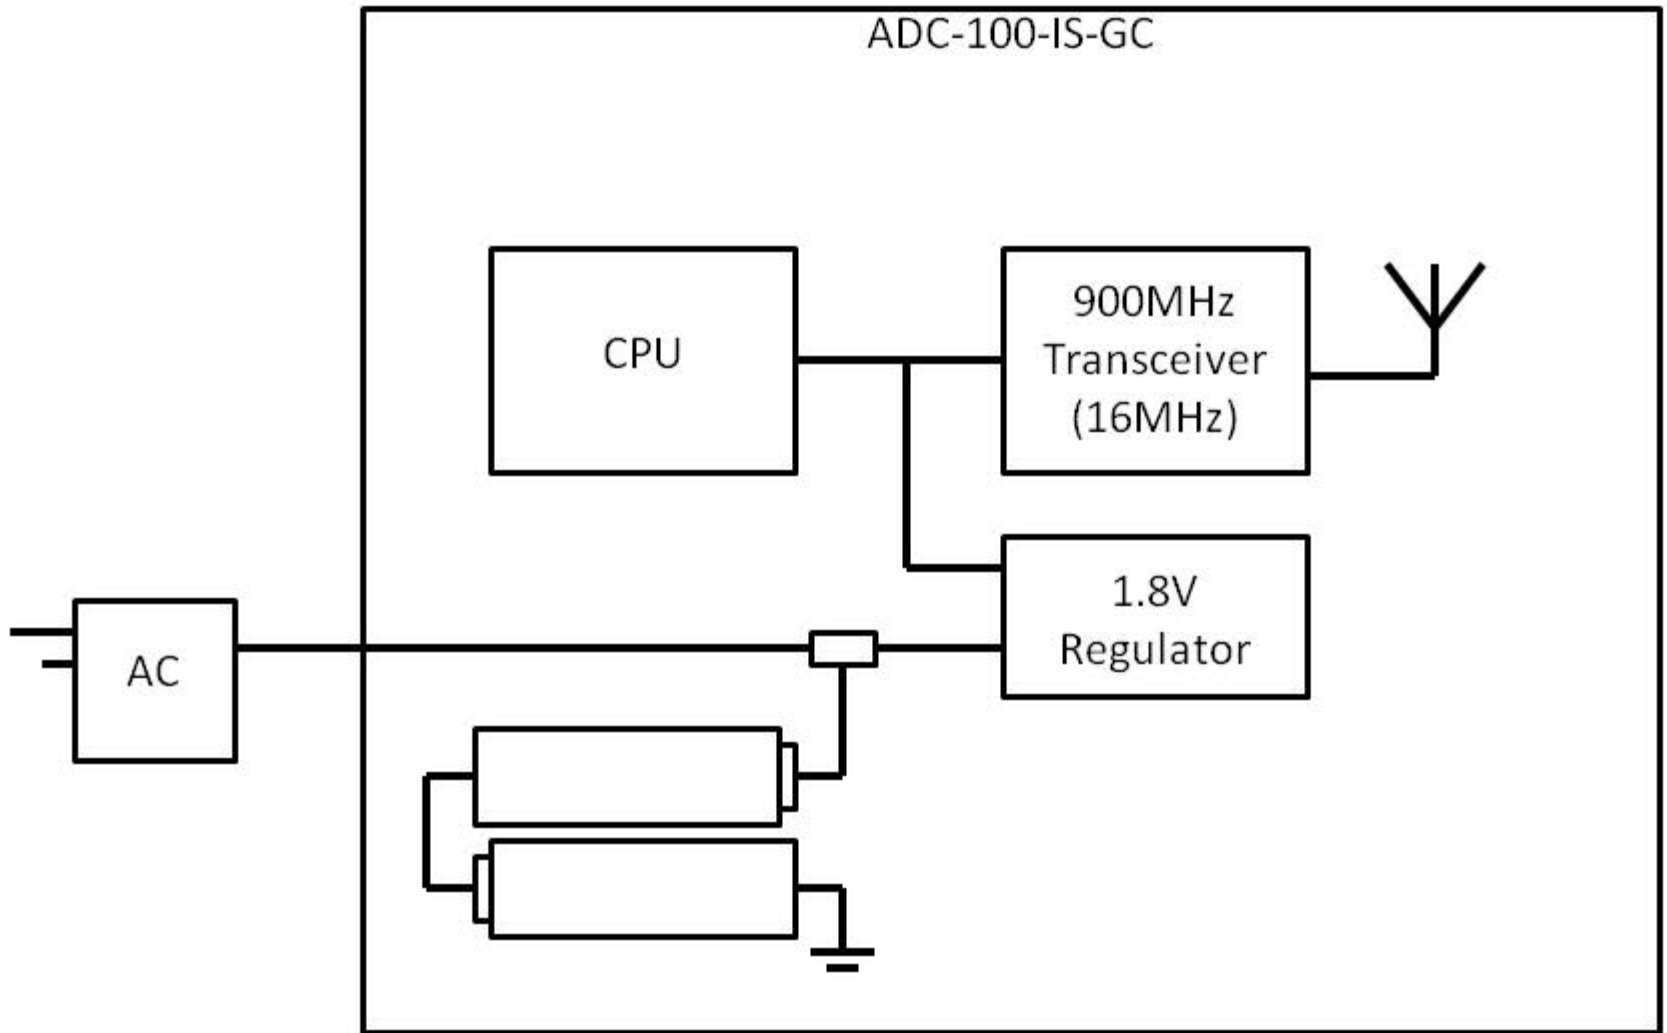 ADC-100-IS-GC
CPU
900MHz
Transceiver
(16MHz)
1.8V
Regulator
AC